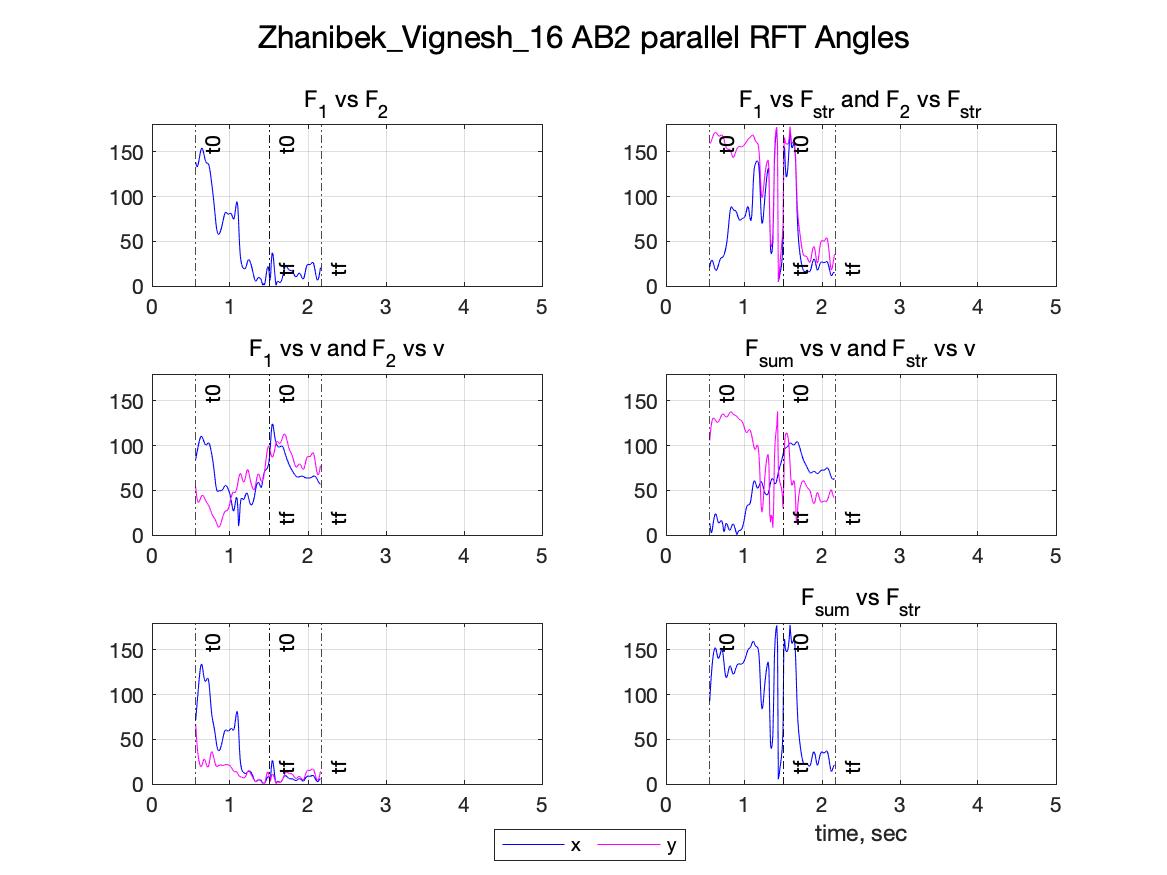 Zhanibek_Vignesh_16 AB2 parallel RFT Angles
F1 vs F2
150
100
50
0
0 1 2 3 4 5
t0 t0
tf tf
F1 vs Fstr and F2 vs Fstr
150
100
50
0
0 1 2 3 4 5
t0 t0
tf tf
F1 vs v and F2 vs v
150
100
50
0
0 1 2 3 4 5
t0 t0
tf tf
Fsum vs v and Fstr vs v
150
100
50
0
0 1 2 3 4 5
t0 t0
tf tf
150
100
50
0
0 1 2 3 4 5
t0 t0
tf tf
Fsum vs Fstr
150
100
50
0
0 1 2 3 4 5
t0 t0
tf tf
time, sec
x y